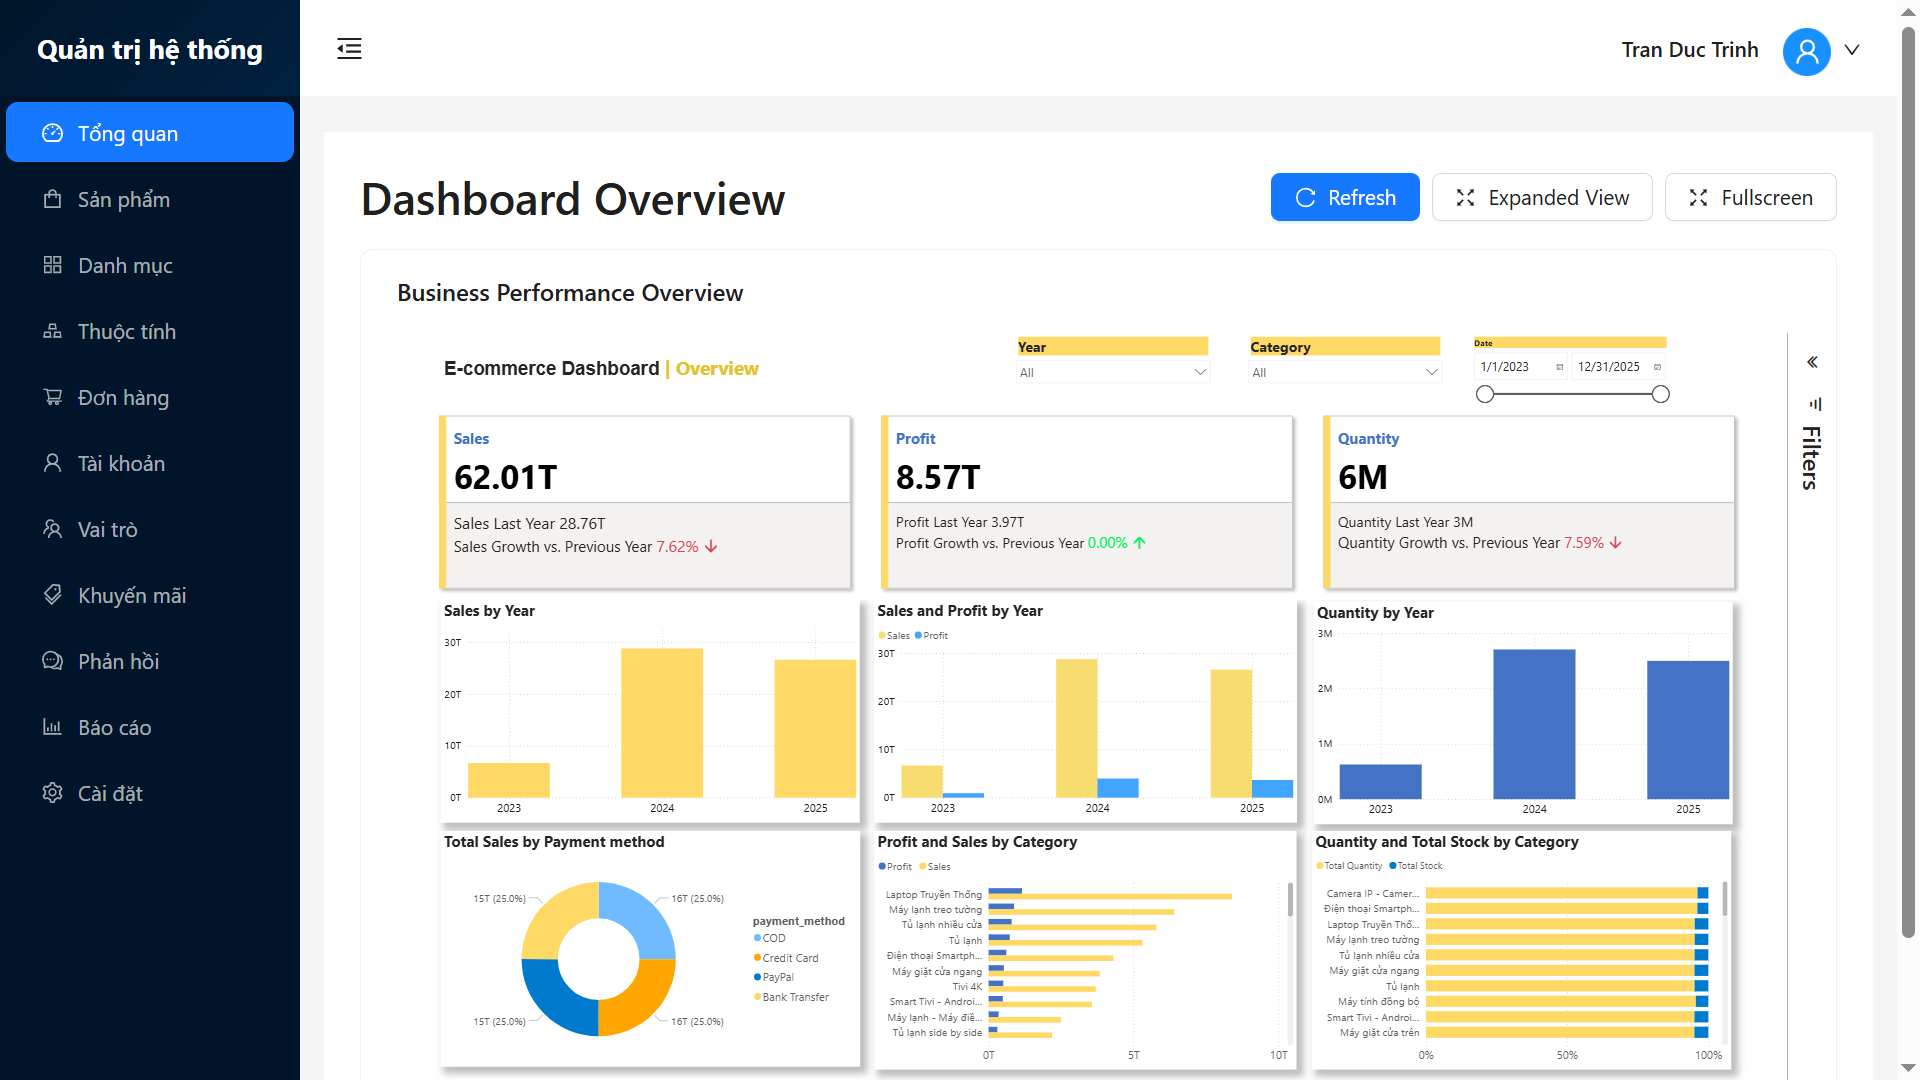 Quản trị hệ thống
Tran Duc Trinh
Tổng quan
Sản phẩm
Danh mục
Thuộc tính
Đơn hàng
Tài khoản
Vai trò
Khuyến mãi
Phản hồi
Báo cáo
Cài đặt
Dashboard Overview
Refresh
Expanded View
Fullscreen
Business Performance Overview
E-commerce Dashboard | Overview
Year
All
Category
All
Date
1/1/2023
12/31/2025
Filters
Sales
62.01T
Sales Last Year 28.76T
Sales Growth vs. Previous Year 7.62%
Profit
8.57T
Profit Last Year 3.97T
Profit Growth vs. Previous Year 0.00%
Quantity
6M
Quantity Last Year 3M
Quantity Growth vs. Previous Year 7.59%
Sales by Year
30T
20T
10T
0T
2023 2024 2025
Sales and Profit by Year
Sales Profit
30T
20T
10T
0T
2023 2024 2025
Quantity by Year
3M
2M
1M
0M
2023 2024 2025
Total Sales by Payment method
15T (25.0%)
16T (25.0%)
15T (25.0%)
16T (25.0%)
payment_method
COD
Credit Card
PayPal
Bank Transfer
Profit and Sales by Category
Profit Sales
Laptop Truyền Thống
Máy lạnh treo tường
Tủ lạnh nhiều cửa
Tủ lạnh
Điện thoại Smartph...
Máy giặt cửa ngang
Tivi 4K
Smart Tivi - Androi...
Máy lạnh - Máy điề...
Tủ lạnh side by side
0T 5T 10T
Quantity and Total Stock by Category
Total Quantity Total Stock
Camera IP - Camer...
Điện thoại Smartph...
Laptop Truyền Thố...
Máy lạnh treo tường
Tủ lạnh nhiều cửa
Máy giặt cửa ngang
Tủ lạnh
Máy tính đồng bộ
Smart Tivi - Androi...
Máy giặt cửa trên
0% 50% 100%